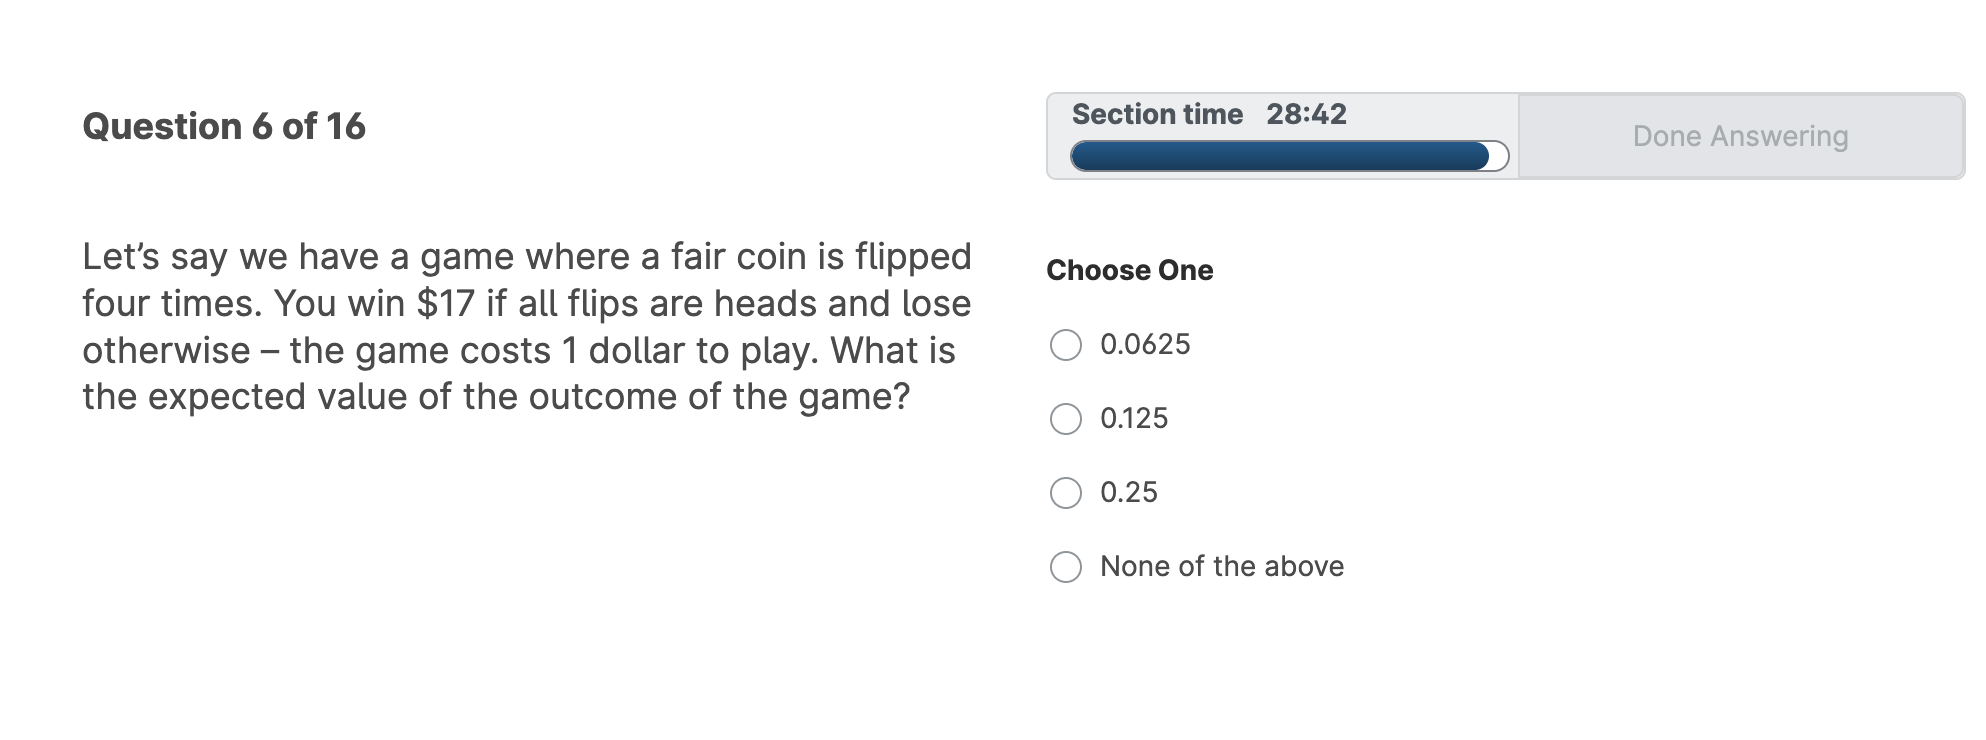 Question 6 of 16
Section time 28:42
Done Answering
Let’s say we have a game where a fair coin is flipped
four times. You win $17 if all flips are heads and lose
otherwise – the game costs 1 dollar to play. What is
the expected value of the outcome of the game?
Choose One
0.0625
0.125
0.25
None of the above